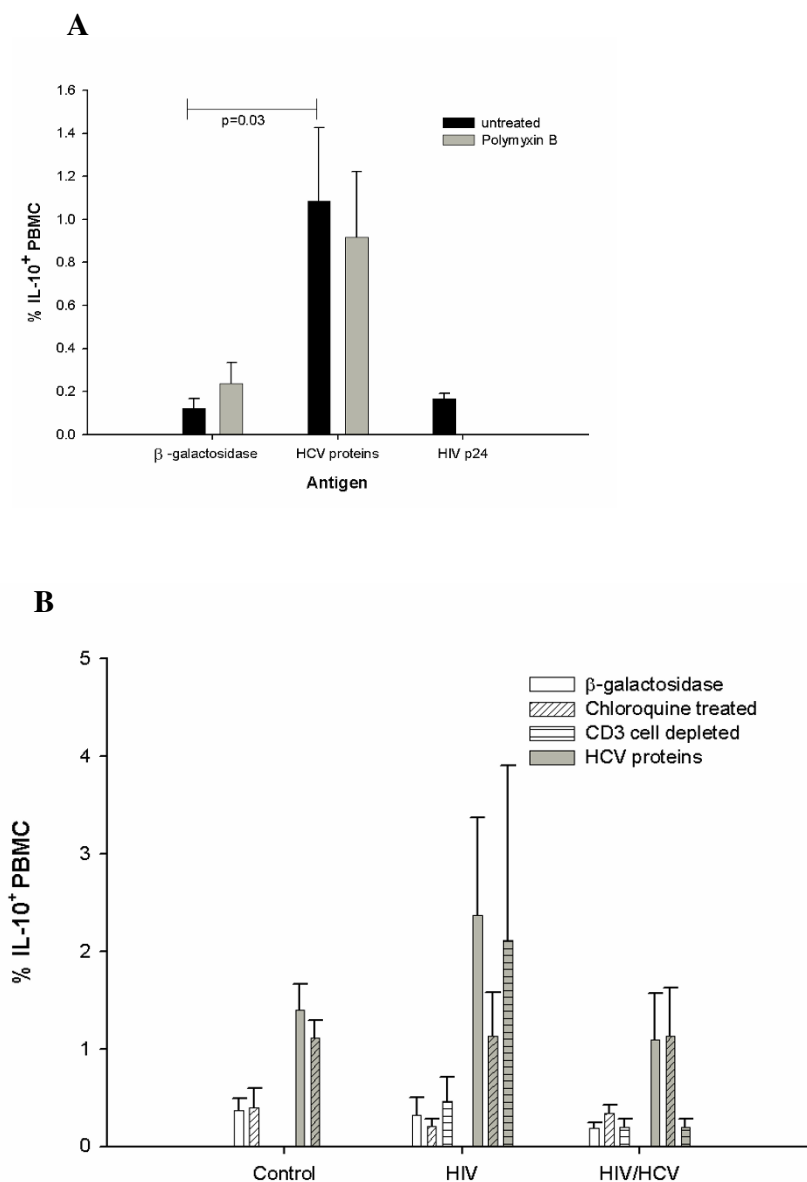 A
1.6
1.4
1.2
1.0
0.8
0.6
0.4
0.2
0.0
% IL-10+ PBMC
p=0.03
untreated
Polymyxin B
β -galactosidase
HCV proteins
HIV p24
Antigen
B
5
4
3
2
1
0
% IL-10+ PBMC
β-galactosidase
Chloroquine treated
CD3 cell depleted
HCV proteins
Control
HIV
HIV/HCV